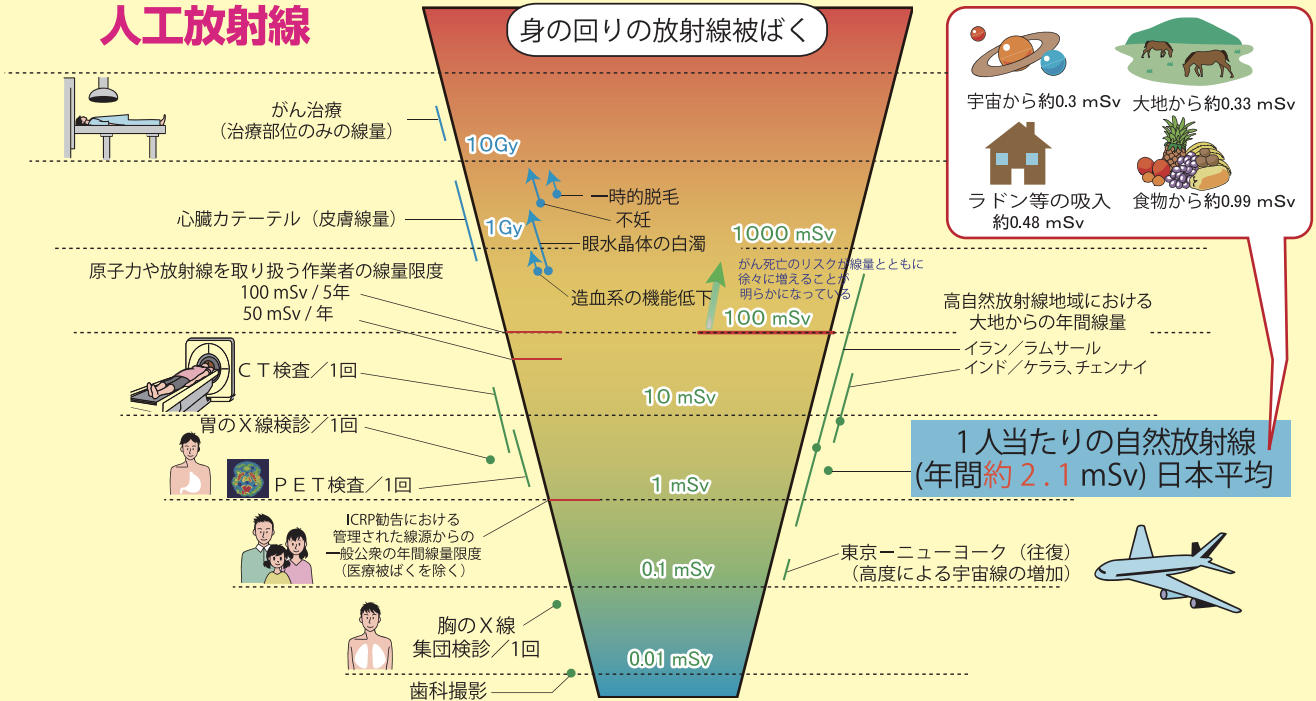 人工放射線
身の回りの放射線被ばく
宇宙から約0.3 mSv
大地から約0.33 mSv
ラドン等の吸入
約0.48 mSv
食物から約0.99 mSv
がん治療
（治療部位のみの線量）
10Gy
心臓カテーテル（皮膚線量）
1Gy
一時的脱毛
不妊
眼水晶体の白濁
造血系の機能低下
1000 mSv
がん死亡のリスクが線量とともに
徐々に増えることが
明らかになっている
100 mSv
原子力や放射線を取り扱う作業者の線量限度
100 mSv / 5年
50 mSv / 年
高自然放射線地域における
大地からの年間線量
イラン／ラムサール
インド／ケララ、チェンナイ
ＣＴ検査／1回
10 mSv
胃のＸ線検診／1回
ＰＥＴ検査／1回
1 mSv
1人当たりの自然放射線
(年間約２.１mSv) 日本平均
ICRP勧告における
管理された線源からの
一般公衆の年間線量限度
（医療被ばくを除く）
0.1 mSv
東京ーニューヨーク（往復）
（高度による宇宙線の増加）
胸のＸ線
集団検診／1回
0.01 mSv
歯科撮影